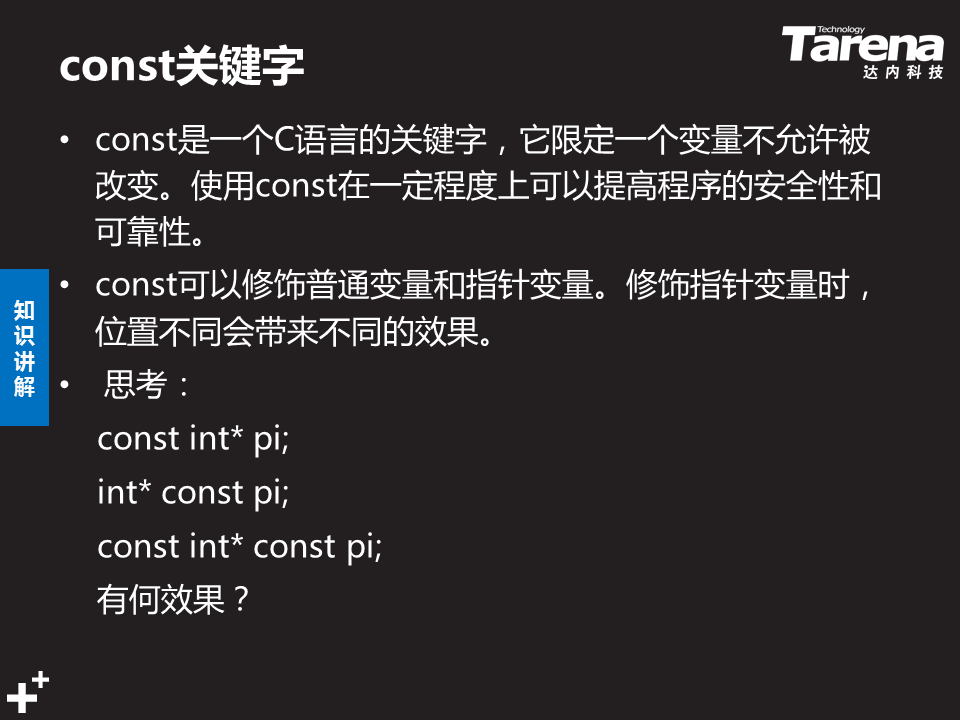 const关键字
Technology
Tarena
达内科技
• const是一个C语言的关键字，它限定一个变量不允许被
改变。使用const在一定程度上可以提高程序的安全性和
可靠性。
• const可以修饰普通变量和指针变量。修饰指针变量时，
位置不同会带来不同的效果。
• 思考：
const int* pi;
int* const pi;
const int* const pi;
有何效果？
知
识
讲
解